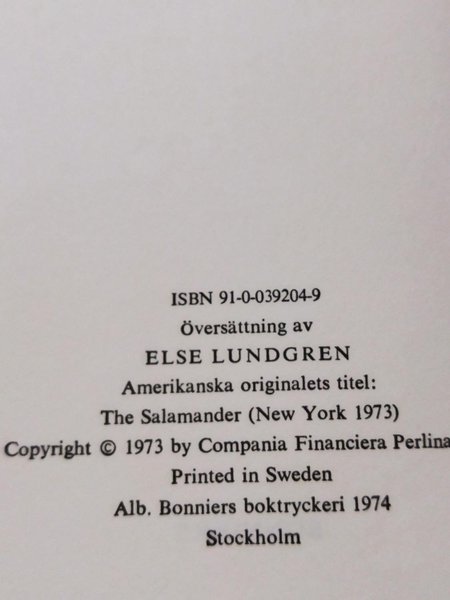 ISBN 91-0-039204-9
Översättning av
ELSE LUNDGREN
Amerikanska originalets titel:
The Salamander (New York 1973)
Copyright © 1973 by Compania Financiera Perlina
Printed in Sweden
Alb. Bonniers boktryckeri 1974
Stockholm